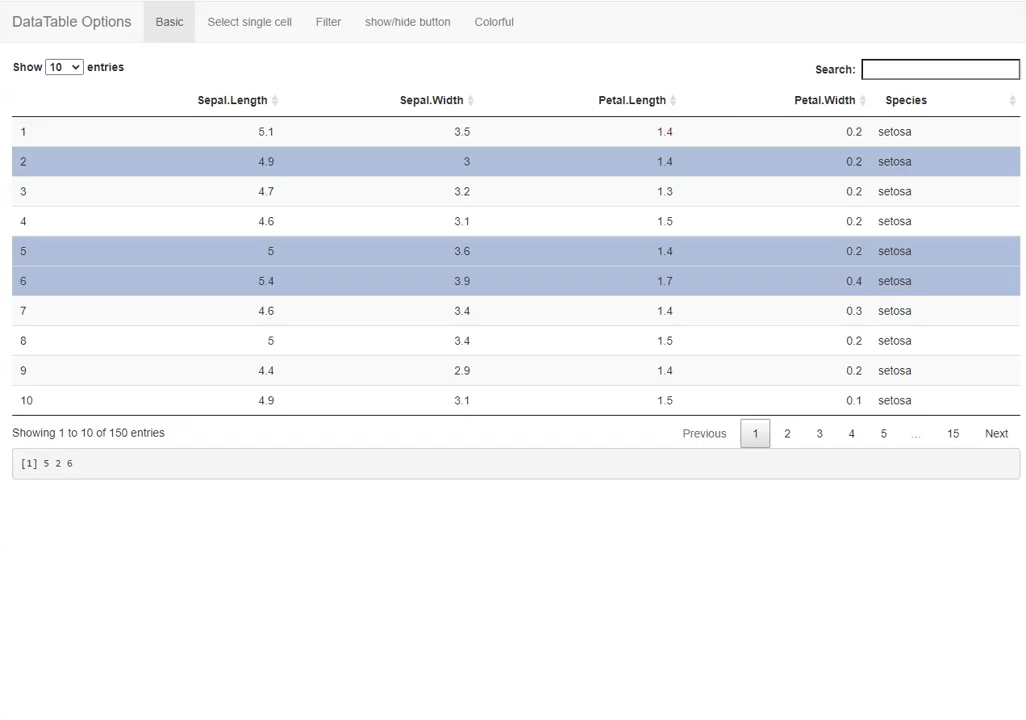 DataTable Options Basic Select single cell Filter show/hide button Colorful
Show 10 entries Search:
Sepal.Length Sepal.Width Petal.Length Petal.Width Species
1 5.1 3.5 1.4 0.2 setosa
2 4.9 3 1.4 0.2 setosa
3 4.7 3.2 1.3 0.2 setosa
4 4.6 3.1 1.5 0.2 setosa
5 5 3.6 1.4 0.2 setosa
6 5.4 3.9 1.7 0.4 setosa
7 4.6 3.4 1.4 0.3 setosa
8 5 3.4 1.5 0.2 setosa
9 4.4 2.9 1.4 0.2 setosa
10 4.9 3.1 1.5 0.1 setosa
Showing 1 to 10 of 150 entries Previous 1 2 3 4 5 … 15 Next
[1] 5 2 6